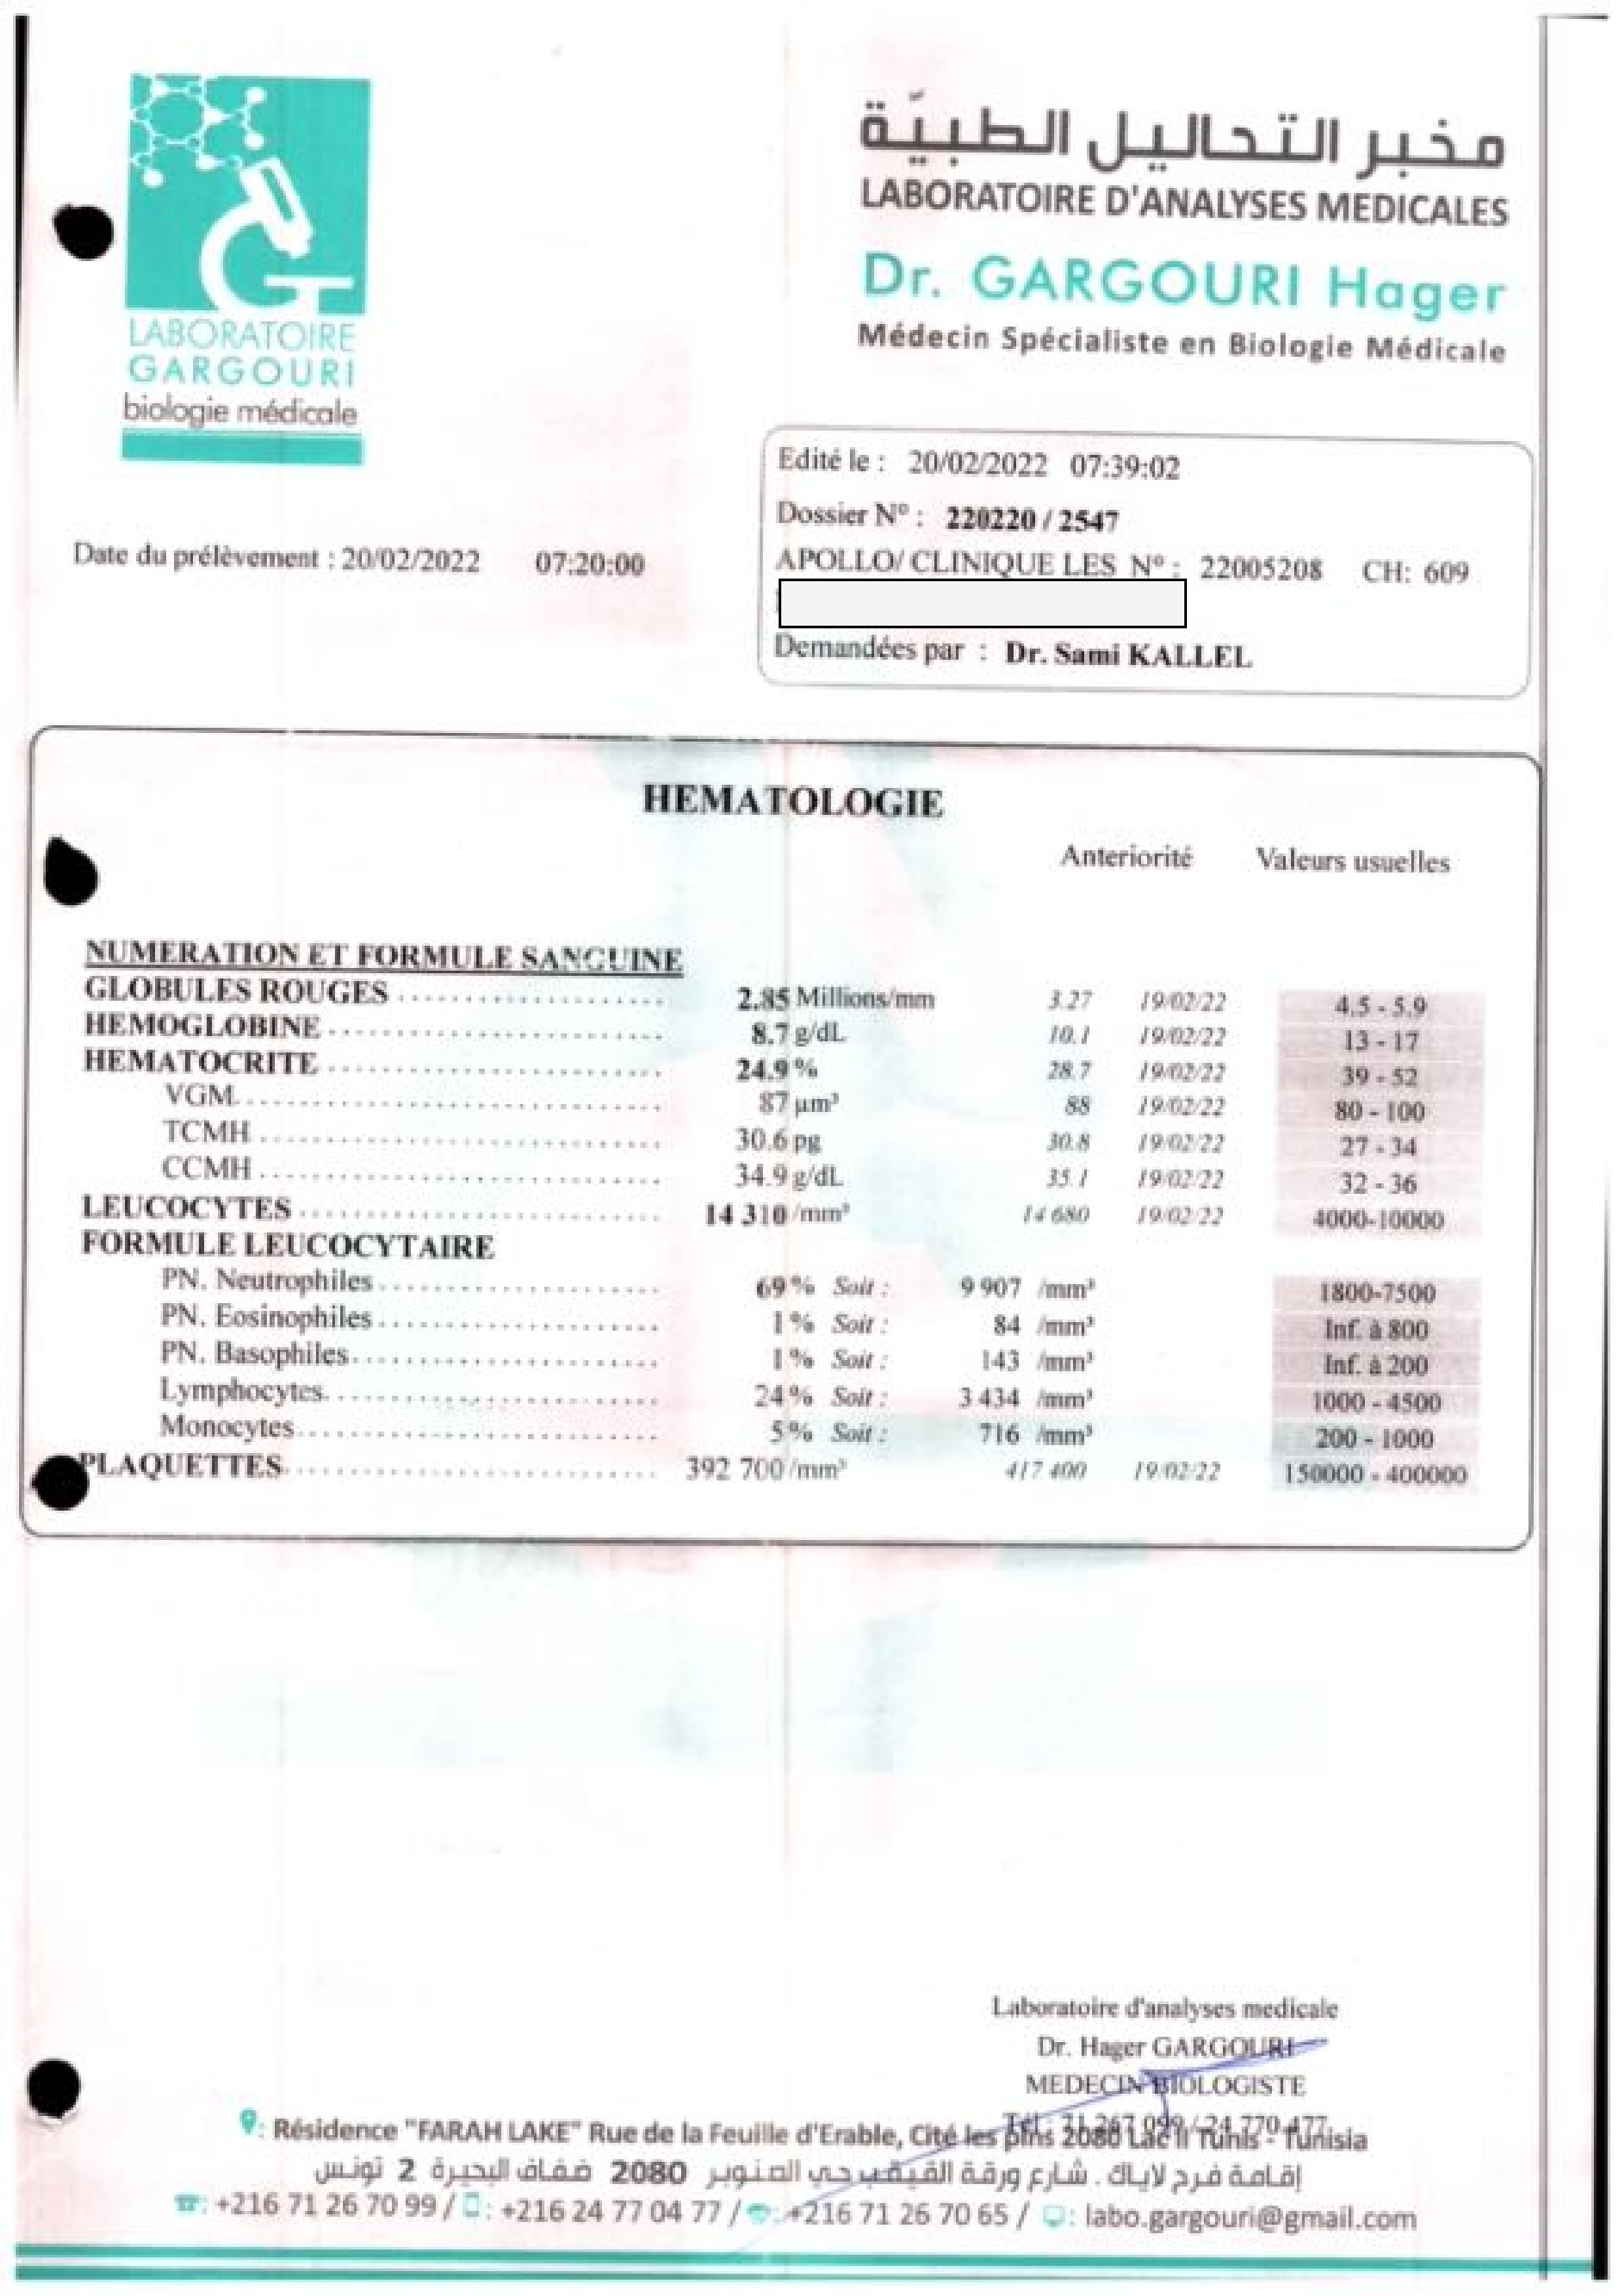 LABORATOIRE
GARGOURI
biologie médicale
مخبر التحاليل الطبيّة
LABORATOIRE D'ANALYSES MEDICALES
Dr. GARGOURI Hager
Médecin Spécialiste en Biologie Médicale
Edité le : 20/02/2022 07:39:02
Dossier N° : 220220 / 2547
Date du prélèvement : 20/02/2022 07:20:00
APOLLO/ CLINIQUE LES N° : 22005208 CH: 609
Demandées par : Dr. Sami KALLEL
HEMATOLOGIE
Anteriorité Valeurs usuelles
NUMERATION ET FORMULE SANGUINE
GLOBULES ROUGES ..................... 2.85 Millions/mm 3.27 19/02/22 4.5 - 5.9
HEMOGLOBINE ..................... 8.7 g/dL 10.1 19/02/22 13 - 17
HEMATOCRITE ..................... 24.9 % 28.7 19/02/22 39 - 52
VGM ..................... 87 µm³ 88 19/02/22 80 - 100
TCMH ..................... 30.6 pg 30.8 19/02/22 27 - 34
CCMH ..................... 34.9 g/dL 35.1 19/02/22 32 - 36
LEUCOCYTES ..................... 14 310 /mm³ 14 680 19/02/22 4000-10000
FORMULE LEUCOCYTAIRE
PN. Neutrophiles ..................... 69 % Soit : 9 907 /mm³ 1800-7500
PN. Eosinophiles ..................... 1 % Soit : 84 /mm³ Inf. à 800
PN. Basophiles ..................... 1 % Soit : 143 /mm³ Inf. à 200
Lymphocytes ..................... 24 % Soit : 3 434 /mm³ 1000 - 4500
Monocytes ..................... 5 % Soit : 716 /mm³ 200 - 1000
PLAQUETTES ..................... 392 700 /mm³ 417 400 19/02/22 150000 - 400000
Laboratoire d'analyses medicale
Dr. Hager GARGOURI
MEDECIN BIOLOGISTE
Tél : 71 267 099 / 24 770 477
: Résidence "FARAH LAKE" Rue de la Feuille d'Erable, Cité les pins 2080 Lac II Tunis - Tunisia
إقامة فرح لاياك . شارع ورقة القيقب حي الصنوبر 2080 ضفاف البحيرة 2 تونس
: +216 71 26 70 99 / : +216 24 77 04 77 / : +216 71 26 70 65 / : labo.gargouri@gmail.com